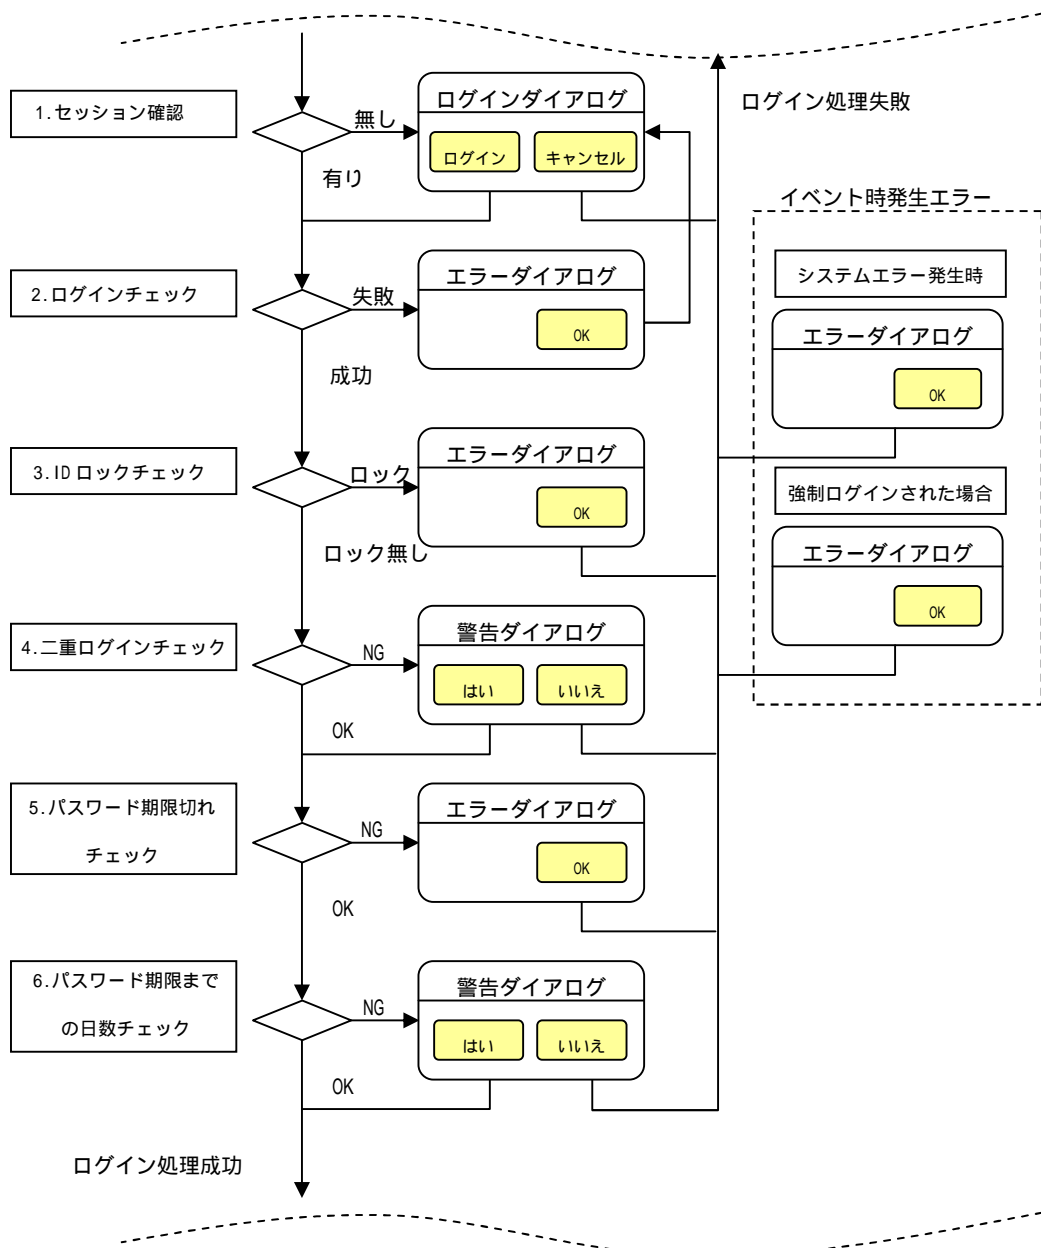 ログイン処理失敗
1.セッション確認
無し
有り
ログインダイアログ
ログイン
キャンセル
イベント時発生エラー
2.ログインチェック
失敗
成功
エラーダイアログ
OK
システムエラー発生時
エラーダイアログ
OK
3.IDロックチェック
ロック
ロック無し
エラーダイアログ
OK
強制ログインされた場合
エラーダイアログ
OK
4.二重ログインチェック
NG
OK
警告ダイアログ
はい
いいえ
5.パスワード期限切れ
チェック
NG
OK
エラーダイアログ
OK
6.パスワード期限まで
の日数チェック
NG
OK
警告ダイアログ
はい
いいえ
ログイン処理成功